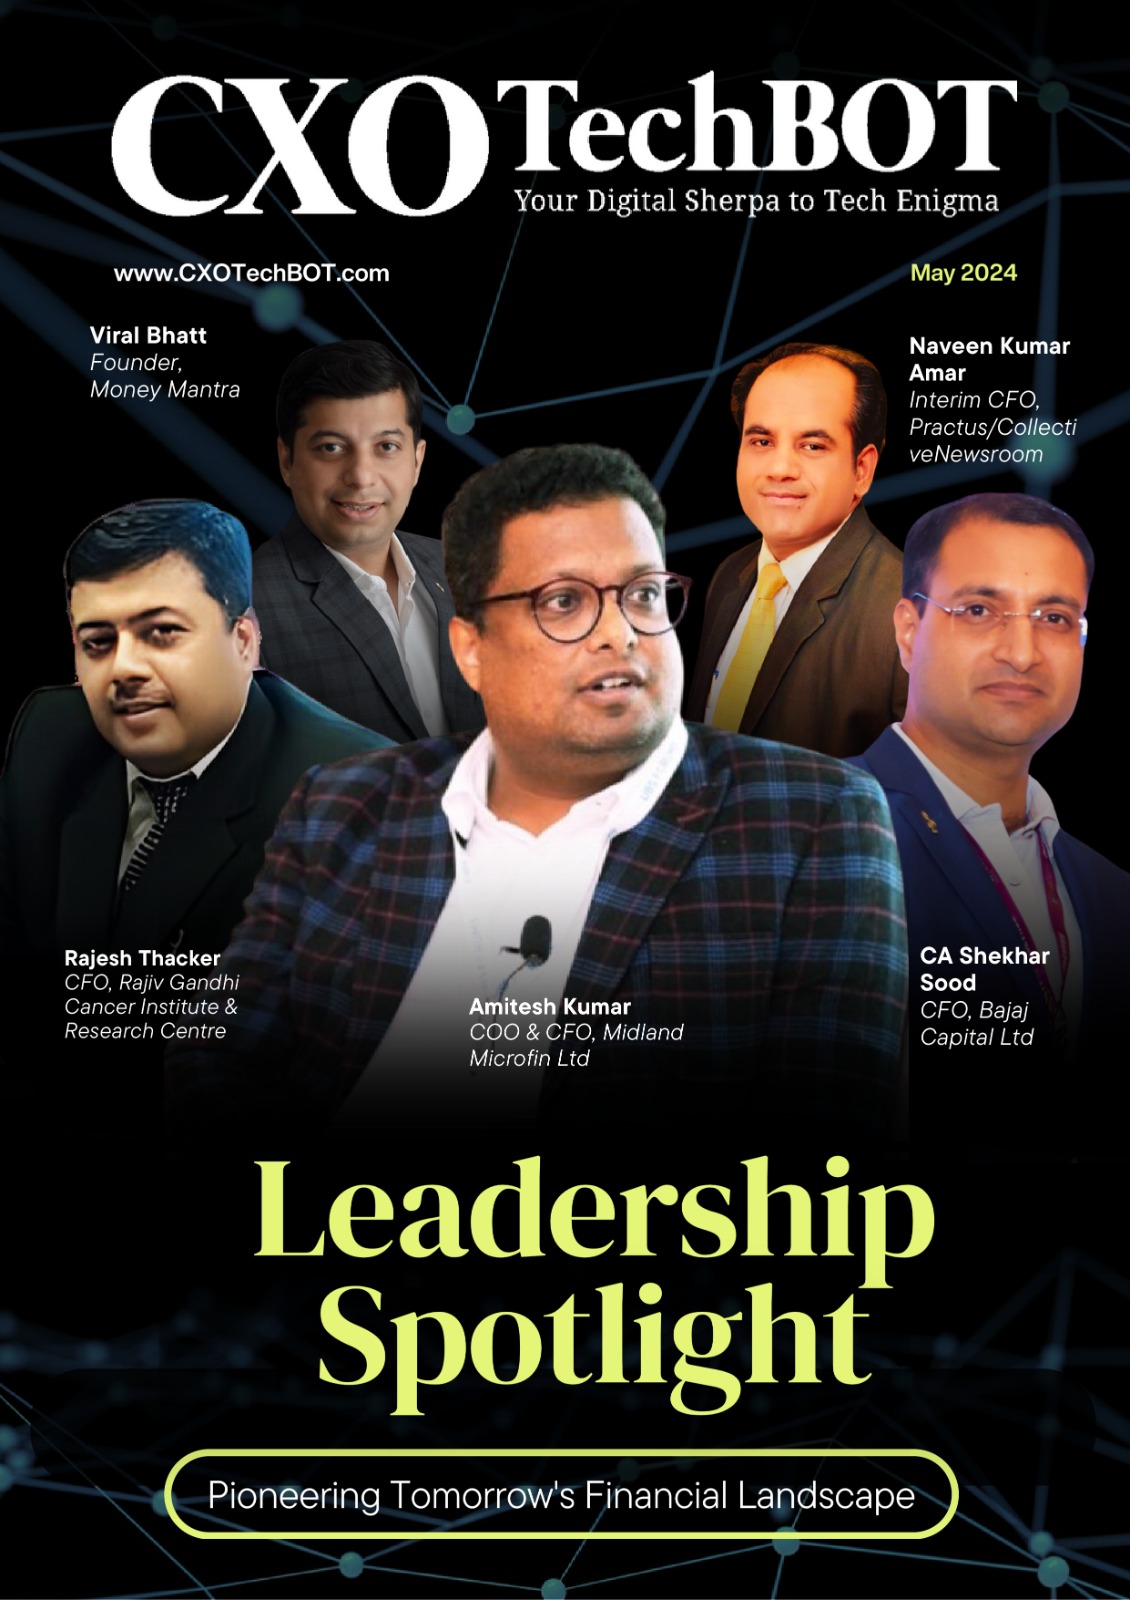 CXO TechBOT
Your Digital Sherpa to Tech Enigma
www.CXOTechBOT.com
May 2024
Viral Bhatt
Founder,
Money Mantra
Naveen Kumar
Amar
Interim CFO,
Practus/Collecti
veNewsroom
Rajesh Thacker
CFO, Rajiv Gandhi
Cancer Institute &
Research Centre
Amitesh Kumar
COO & CFO, Midland
Microfin Ltd
CA Shekhar
Sood
CFO, Bajaj
Capital Ltd
Leadership
Spotlight
Pioneering Tomorrow's Financial Landscape